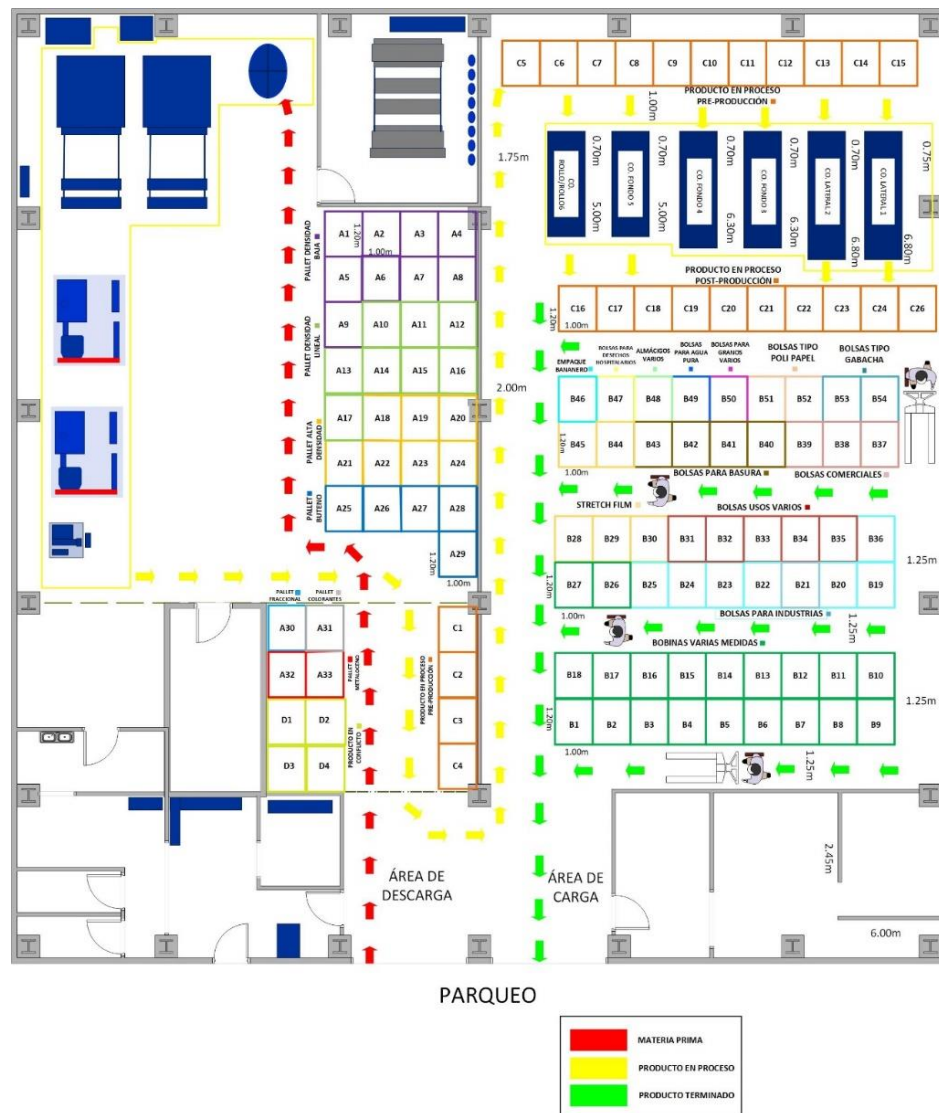 C5 C6 C7 C8 C9 C10 C11 C12 C13 C14 C15
PRODUCTO EN PROCESO
PRE-PRODUCCIÓN
1.00m
1.75m
0.70m 0.70m 0.70m 0.70m 0.70m 0.75m
CO. ROLLO/ROLLO6
CO. FONDO 5
CO. FONDO 4
CO. FONDO 3
CO. LATERAL 2
CO. LATERAL 1
5.00m 5.00m 6.30m 6.30m 6.80m 6.80m
PRODUCTO EN PROCESO
POST-PRODUCCIÓN
C16 C17 C18 C19 C20 C21 C22 C23 C24 C26
1.20m
1.00m
PALLET DENSIDAD
BAJA
A1 A2 A3 A4
1.20m
1.00m
A5 A6 A7 A8
PALLET DENSIDAD
LINEAL
A9 A10 A11 A12
A13 A14 A15 A16
PALLET ALTA
DENSIDAD
A17 A18 A19 A20
A21 A22 A23 A24
PALLET
BUTENO
A25 A26 A27 A28
A29
1.20m
1.00m
2.00m
EMPAQUE
BANANERO
BOLSAS PARA
DESECHOS
HOSPITALARIOS
ALMÁCIGOS
VARIOS
BOLSAS
PARA AGUA
PURA
BOLSAS PARA
GRANOS
VARIOS
BOLSAS TIPO
POLI PAPEL
BOLSAS TIPO
GABACHA
B46 B47 B48 B49 B50 B51 B52 B53 B54
B45 B44 B43 B42 B41 B40 B39 B38 B37
1.20m
1.00m
BOLSAS PARA BASURA
BOLSAS COMERCIALES
STRETCH FILM
BOLSAS USOS VARIOS
B28 B29 B30 B31 B32 B33 B34 B35 B36
1.25m
B27 B26 B25 B24 B23 B22 B21 B20 B19
1.20m
1.00m
BOLSAS PARA INDUSTRIAS
1.25m
BOBINAS VARIAS MEDIDAS
B18 B17 B16 B15 B14 B13 B12 B11 B10
1.25m
B1 B2 B3 B4 B5 B6 B7 B8 B9
1.20m
1.00m
1.25m
PALLET
FRACCIONAL
PALLET
COLORANTES
A30 A31
A32 A33
PALLET
METALOCENO
D1 D2
D3 D4
PRODUCTO EN
CONFLICTO
PRODUCTO EN PROCESO
PRE-PRODUCCIÓN
C1
C2
C3
C4
ÁREA DE
DESCARGA
ÁREA DE
CARGA
2.45m
6.00m
PARQUEO
MATERIA PRIMA
PRODUCTO EN PROCESO
PRODUCTO TERMINADO